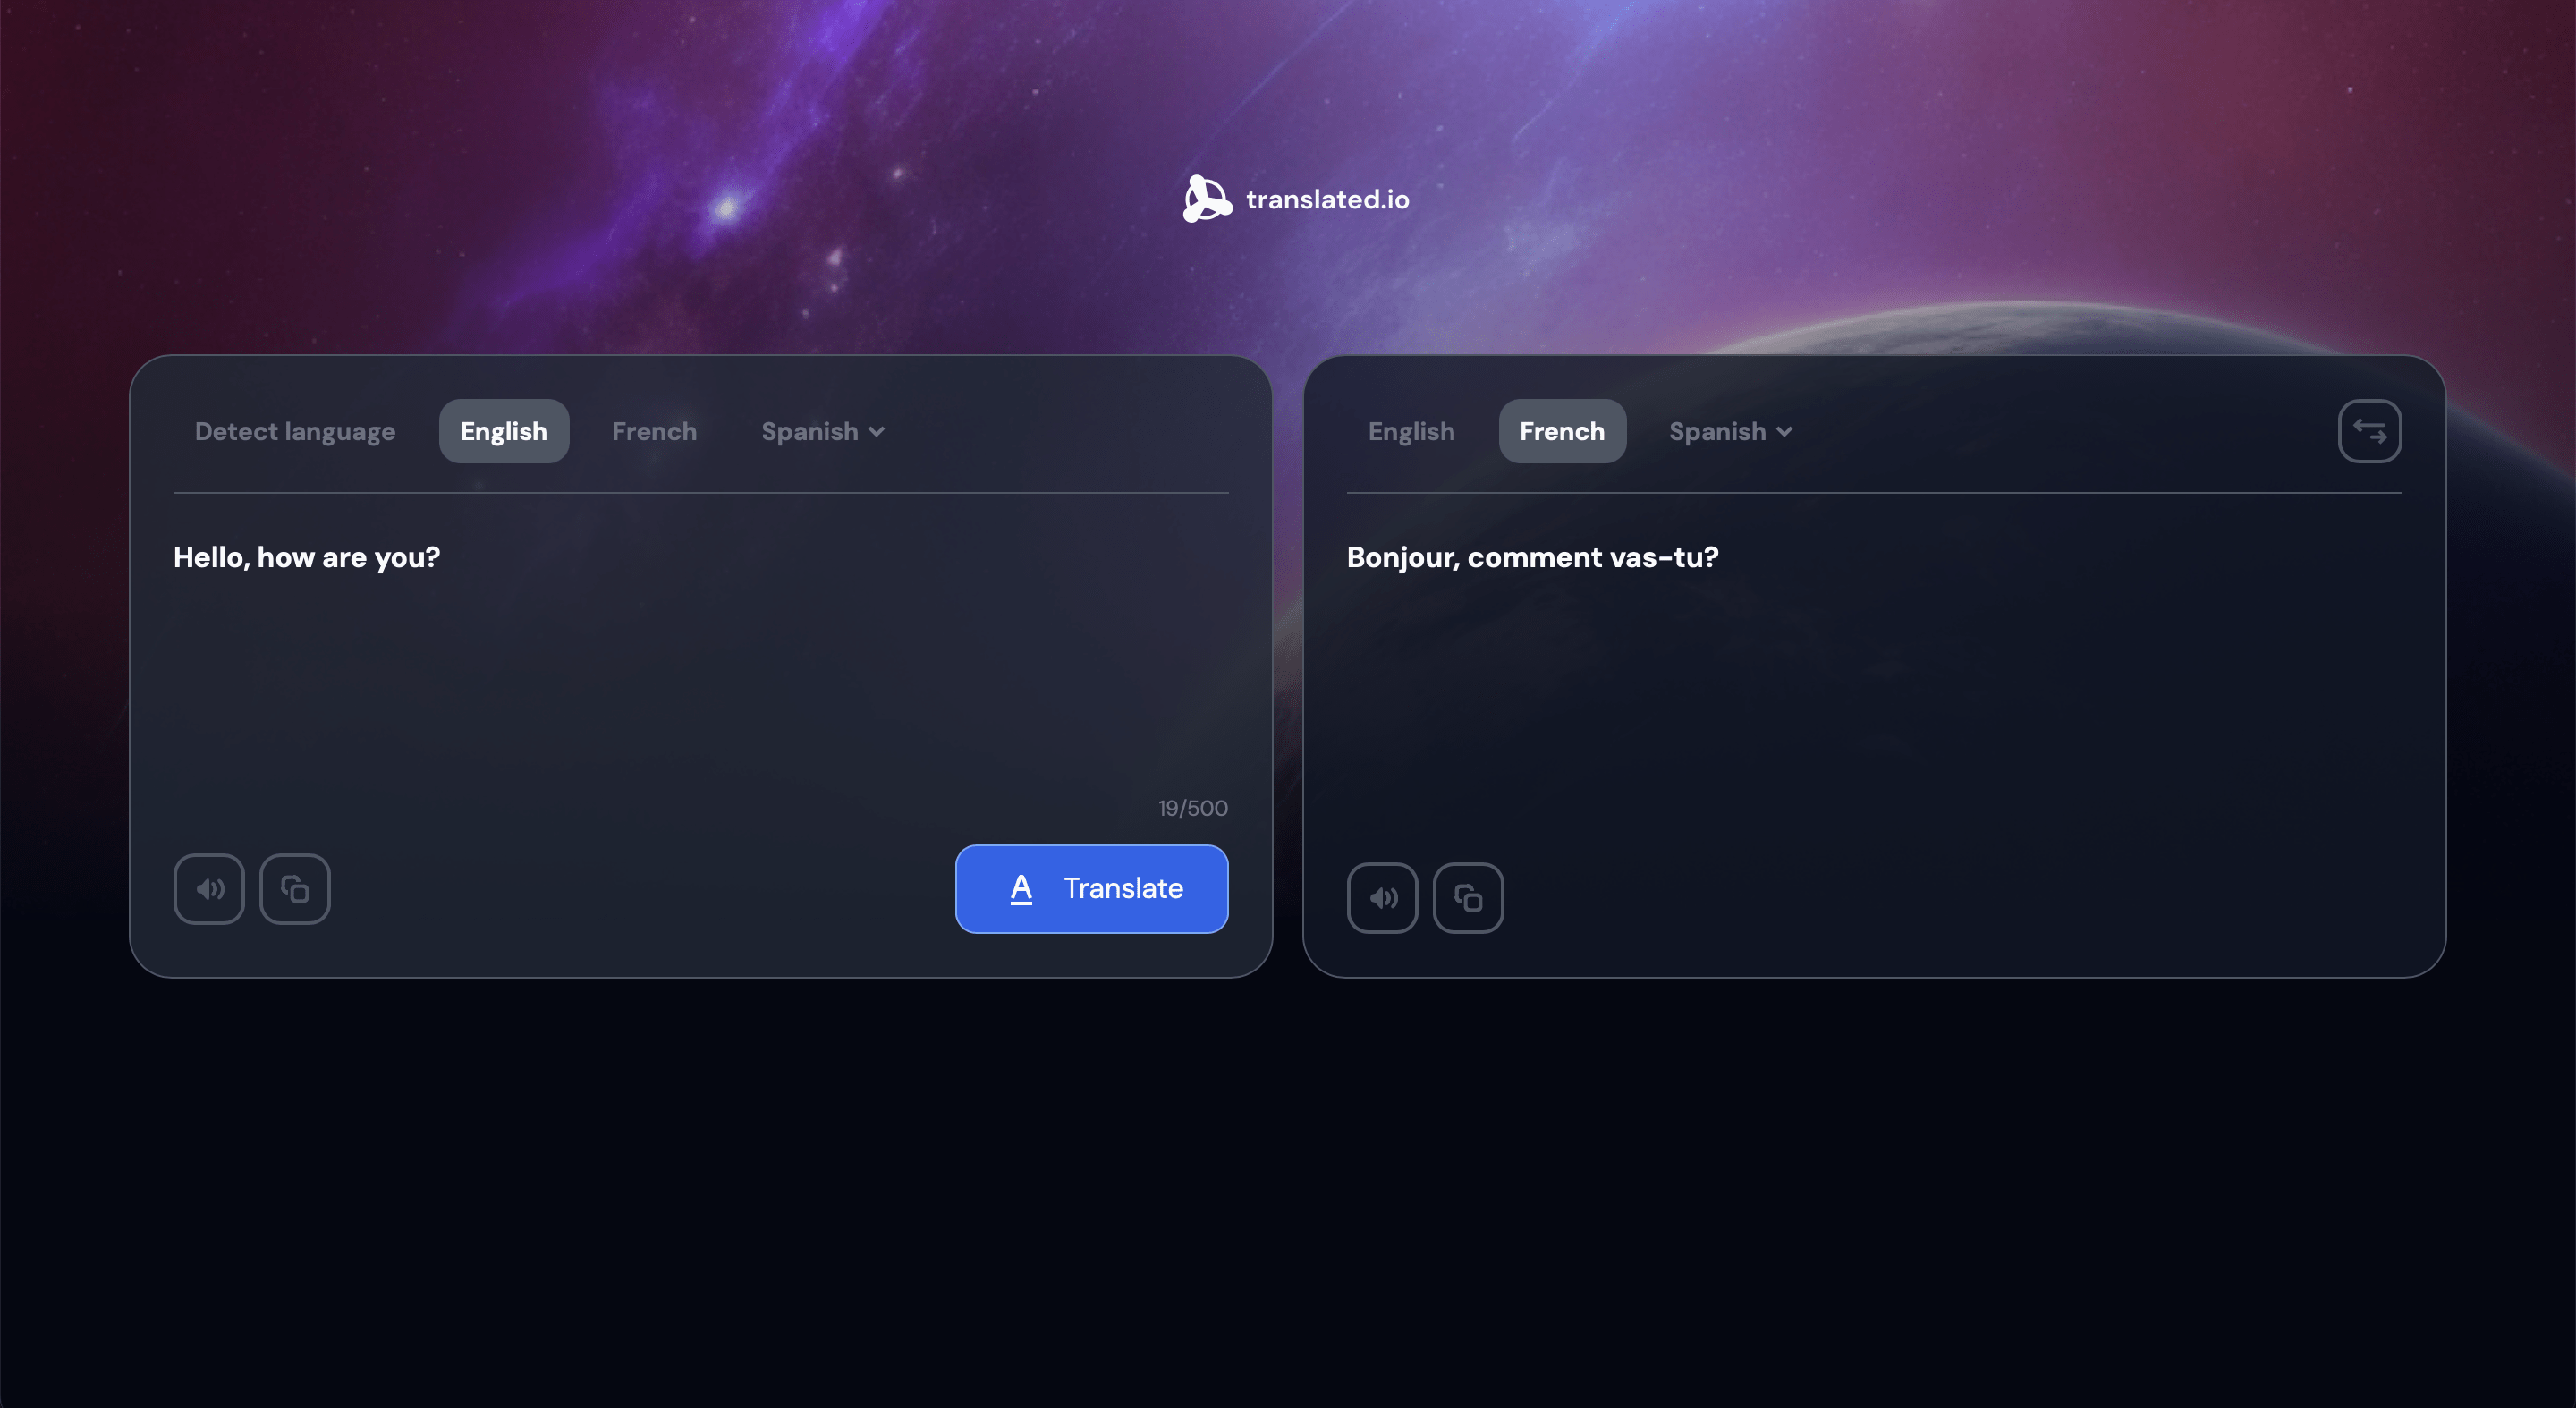 translated.io
Detect language English French Spanish
Hello, how are you?
19/500
A Translate
English French Spanish
Bonjour, comment vas-tu?